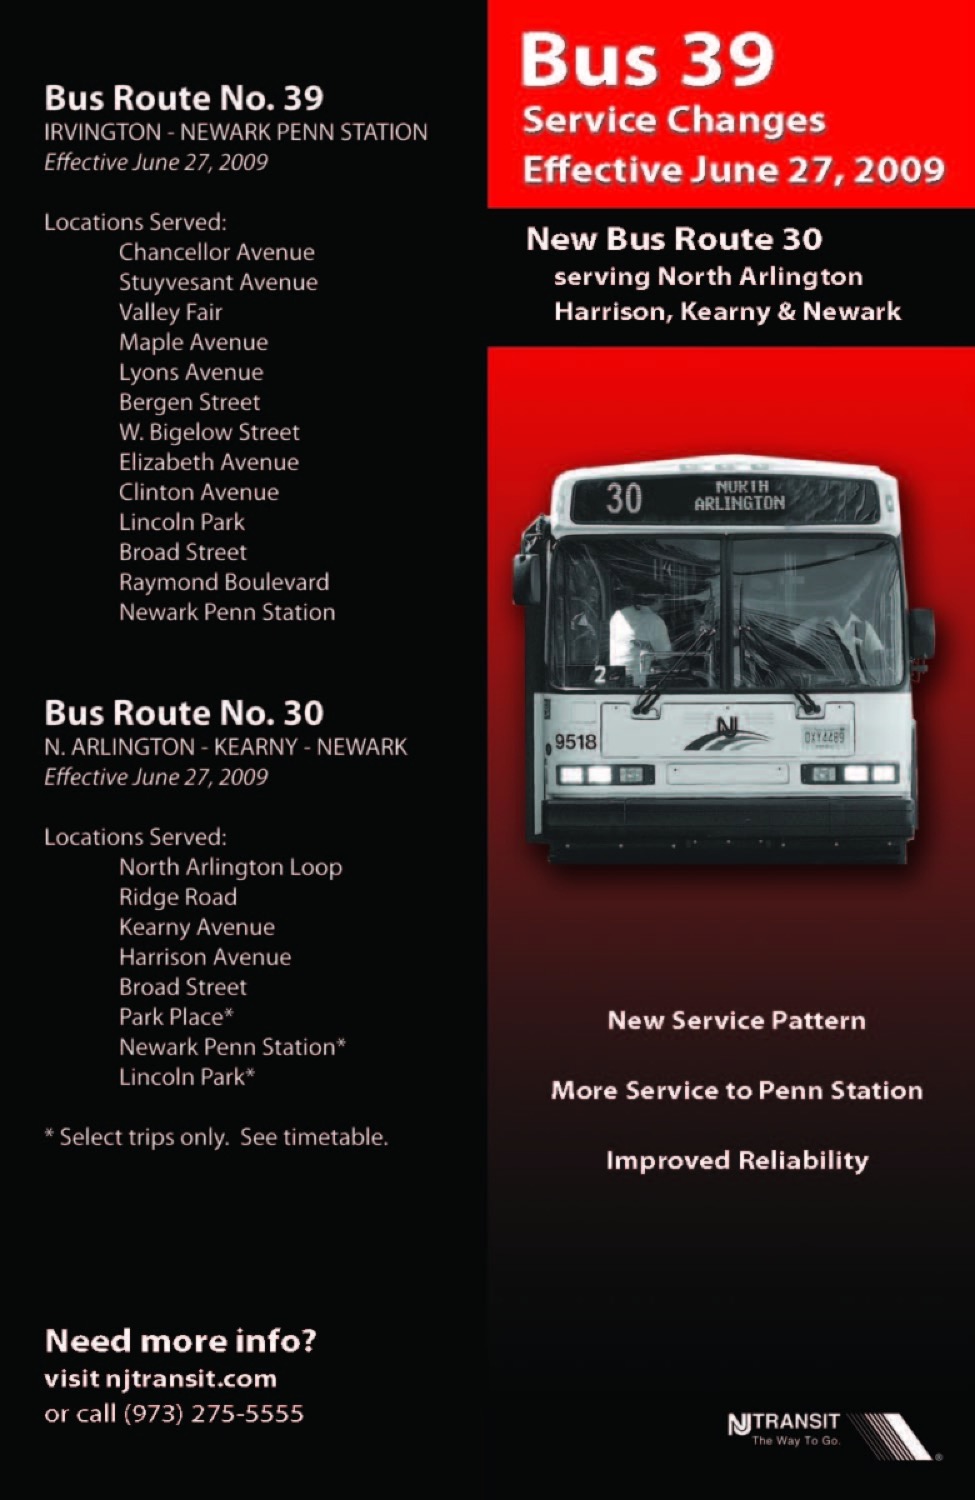 Bus Route No. 39
IRVINGTON - NEWARK PENN STATION
Effective June 27, 2009
Locations Served:
Chancellor Avenue
Stuyvesant Avenue
Valley Fair
Maple Avenue
Lyons Avenue
Bergen Street
W. Bigelow Street
Elizabeth Avenue
Clinton Avenue
Lincoln Park
Broad Street
Raymond Boulevard
Newark Penn Station
Bus Route No. 30
N. ARLINGTON - KEARNY - NEWARK
Effective June 27, 2009
Locations Served:
North Arlington Loop
Ridge Road
Kearny Avenue
Harrison Avenue
Broad Street
Park Place*
Newark Penn Station*
Lincoln Park*
* Select trips only. See timetable.
Need more info?
visit njtransit.com
or call (973) 275-5555
Bus 39
Service Changes
Effective June 27, 2009
New Bus Route 30
serving North Arlington
Harrison, Kearny & Newark
30 NORTH
ARLINGTON
2
NJ
9518
New Service Pattern
More Service to Penn Station
Improved Reliability
NJTRANSIT
The Way To Go.
®